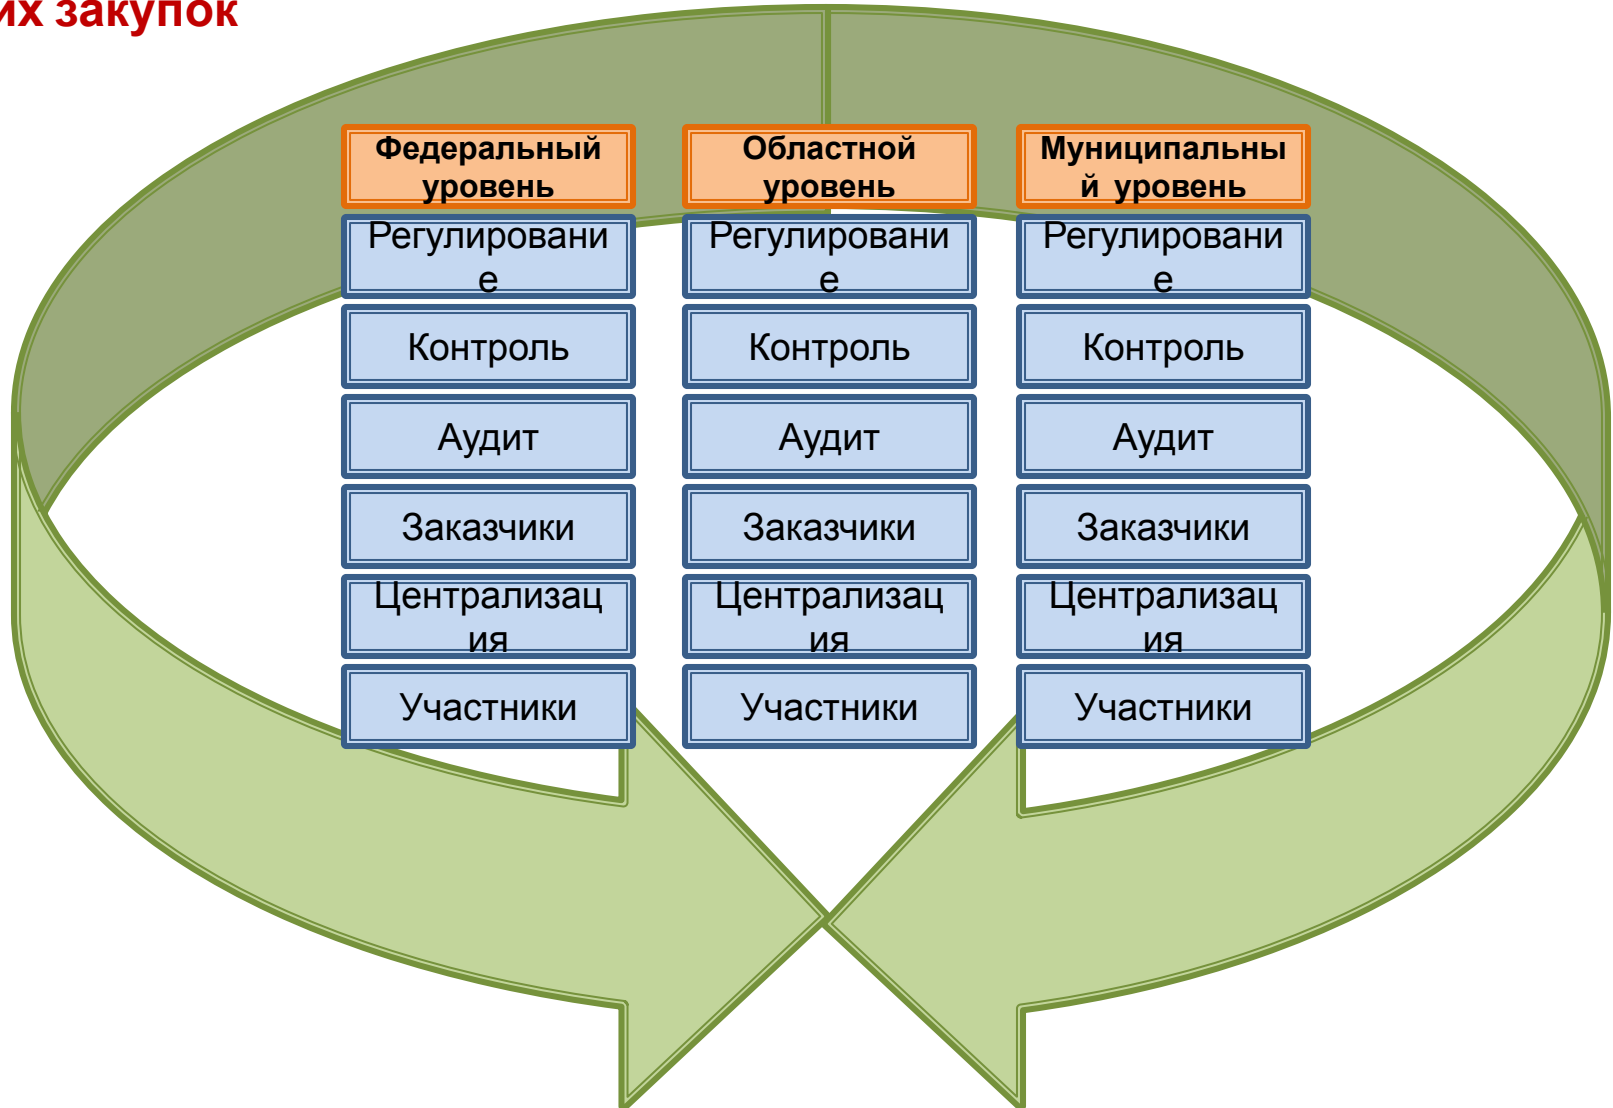 закупок
Федеральный
уровень
Областной
уровень
Муниципальны
й уровень
Регулировани
е
Регулировани
е
Регулировани
е
Контроль
Контроль
Контроль
Аудит
Аудит
Аудит
Заказчики
Заказчики
Заказчики
Централизац
ия
Централизац
ия
Централизац
ия
Участники
Участники
Участники